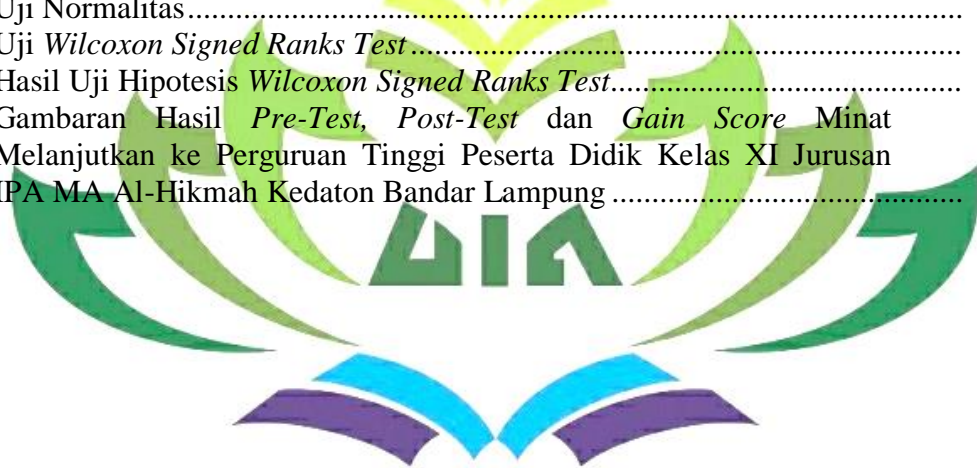 Uji Normalitas........................................................................................................
Uji Wilcoxon Signed Ranks Test.....................................................................
Hasil Uji Hipotesis Wilcoxon Signed Ranks Test............................................
Gambaran Hasil Pre-Test, Post-Test dan Gain Score Minat
Melanjutkan ke Perguruan Tinggi Peserta Didik Kelas XI Jurusan
IPA MA Al-Hikmah Kedaton Bandar Lampung ............................................
UIN